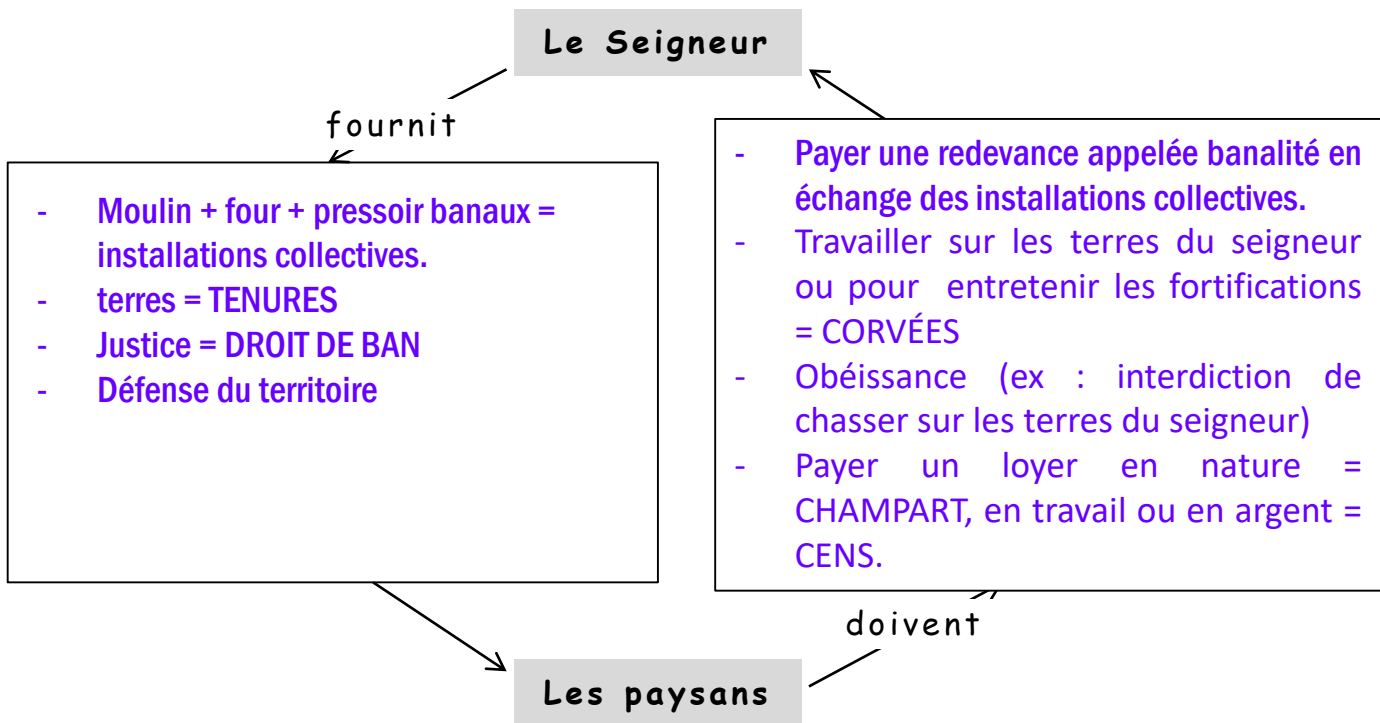 Le Seigneur
fournit
- Moulin + four + pressoir banaux =
installations collectives.
- terres = TENURES
- Justice = DROIT DE BAN
- Défense du territoire
- Payer une redevance appelée banalité en
échange des installations collectives.
- Travailler sur les terres du seigneur
ou pour entretenir les fortifications
= CORVÉES
- Obéissance (ex : interdiction de
chasser sur les terres du seigneur)
- Payer un loyer en nature =
CHAMPART, en travail ou en argent =
CENS.
doivent
Les paysans